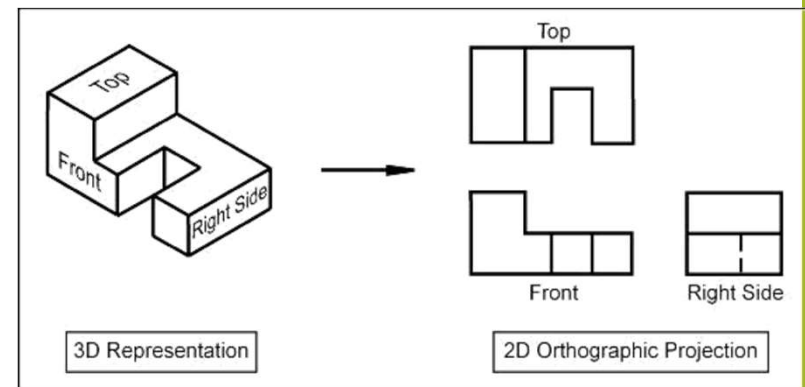 Top
Front
Right Side
Top
Front
Right Side
3D Representation
2D Orthographic Projection